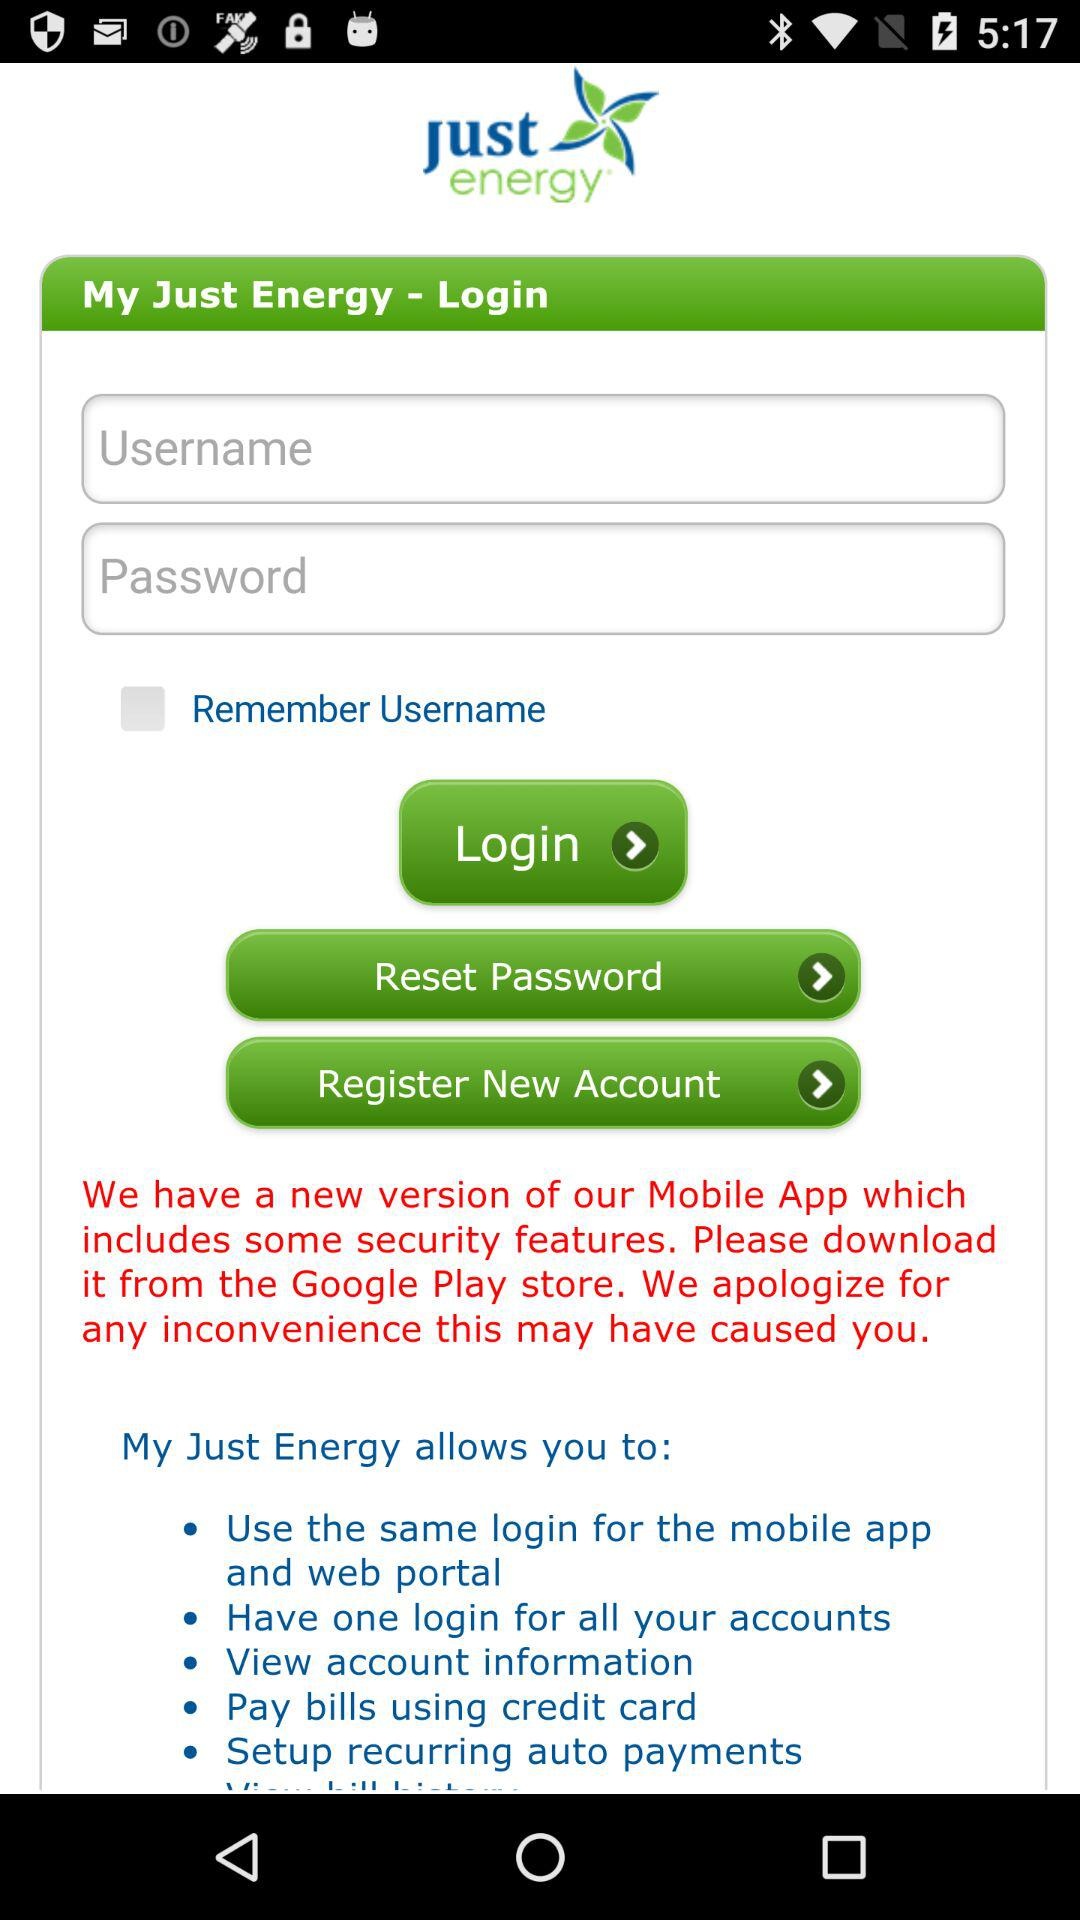 FAKE
5:17
just
energy
My Just Energy - Login
Username
Password
Remember Username
Login
Reset Password
Register New Account
We have a new version of our Mobile App which
includes some security features. Please download
it from the Google Play store. We apologize for
any inconvenience this may have caused you.
My Just Energy allows you to:
• Use the same login for the mobile app
and web portal
• Have one login for all your accounts
• View account information
• Pay bills using credit card
• Setup recurring auto payments
View bill history